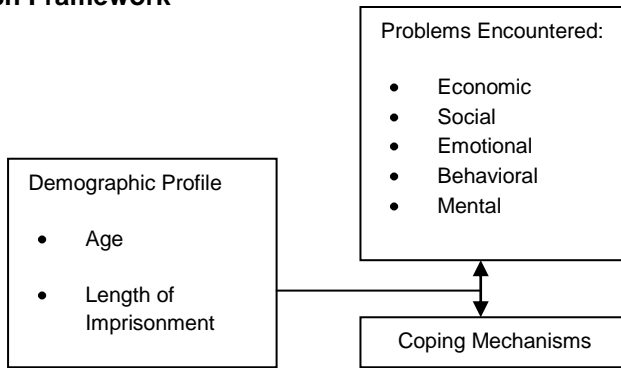 Framework
Problems Encountered:
• Economic
• Social
• Emotional
• Behavioral
• Mental
Demographic Profile
• Age
• Length of
Imprisonment
Coping Mechanisms